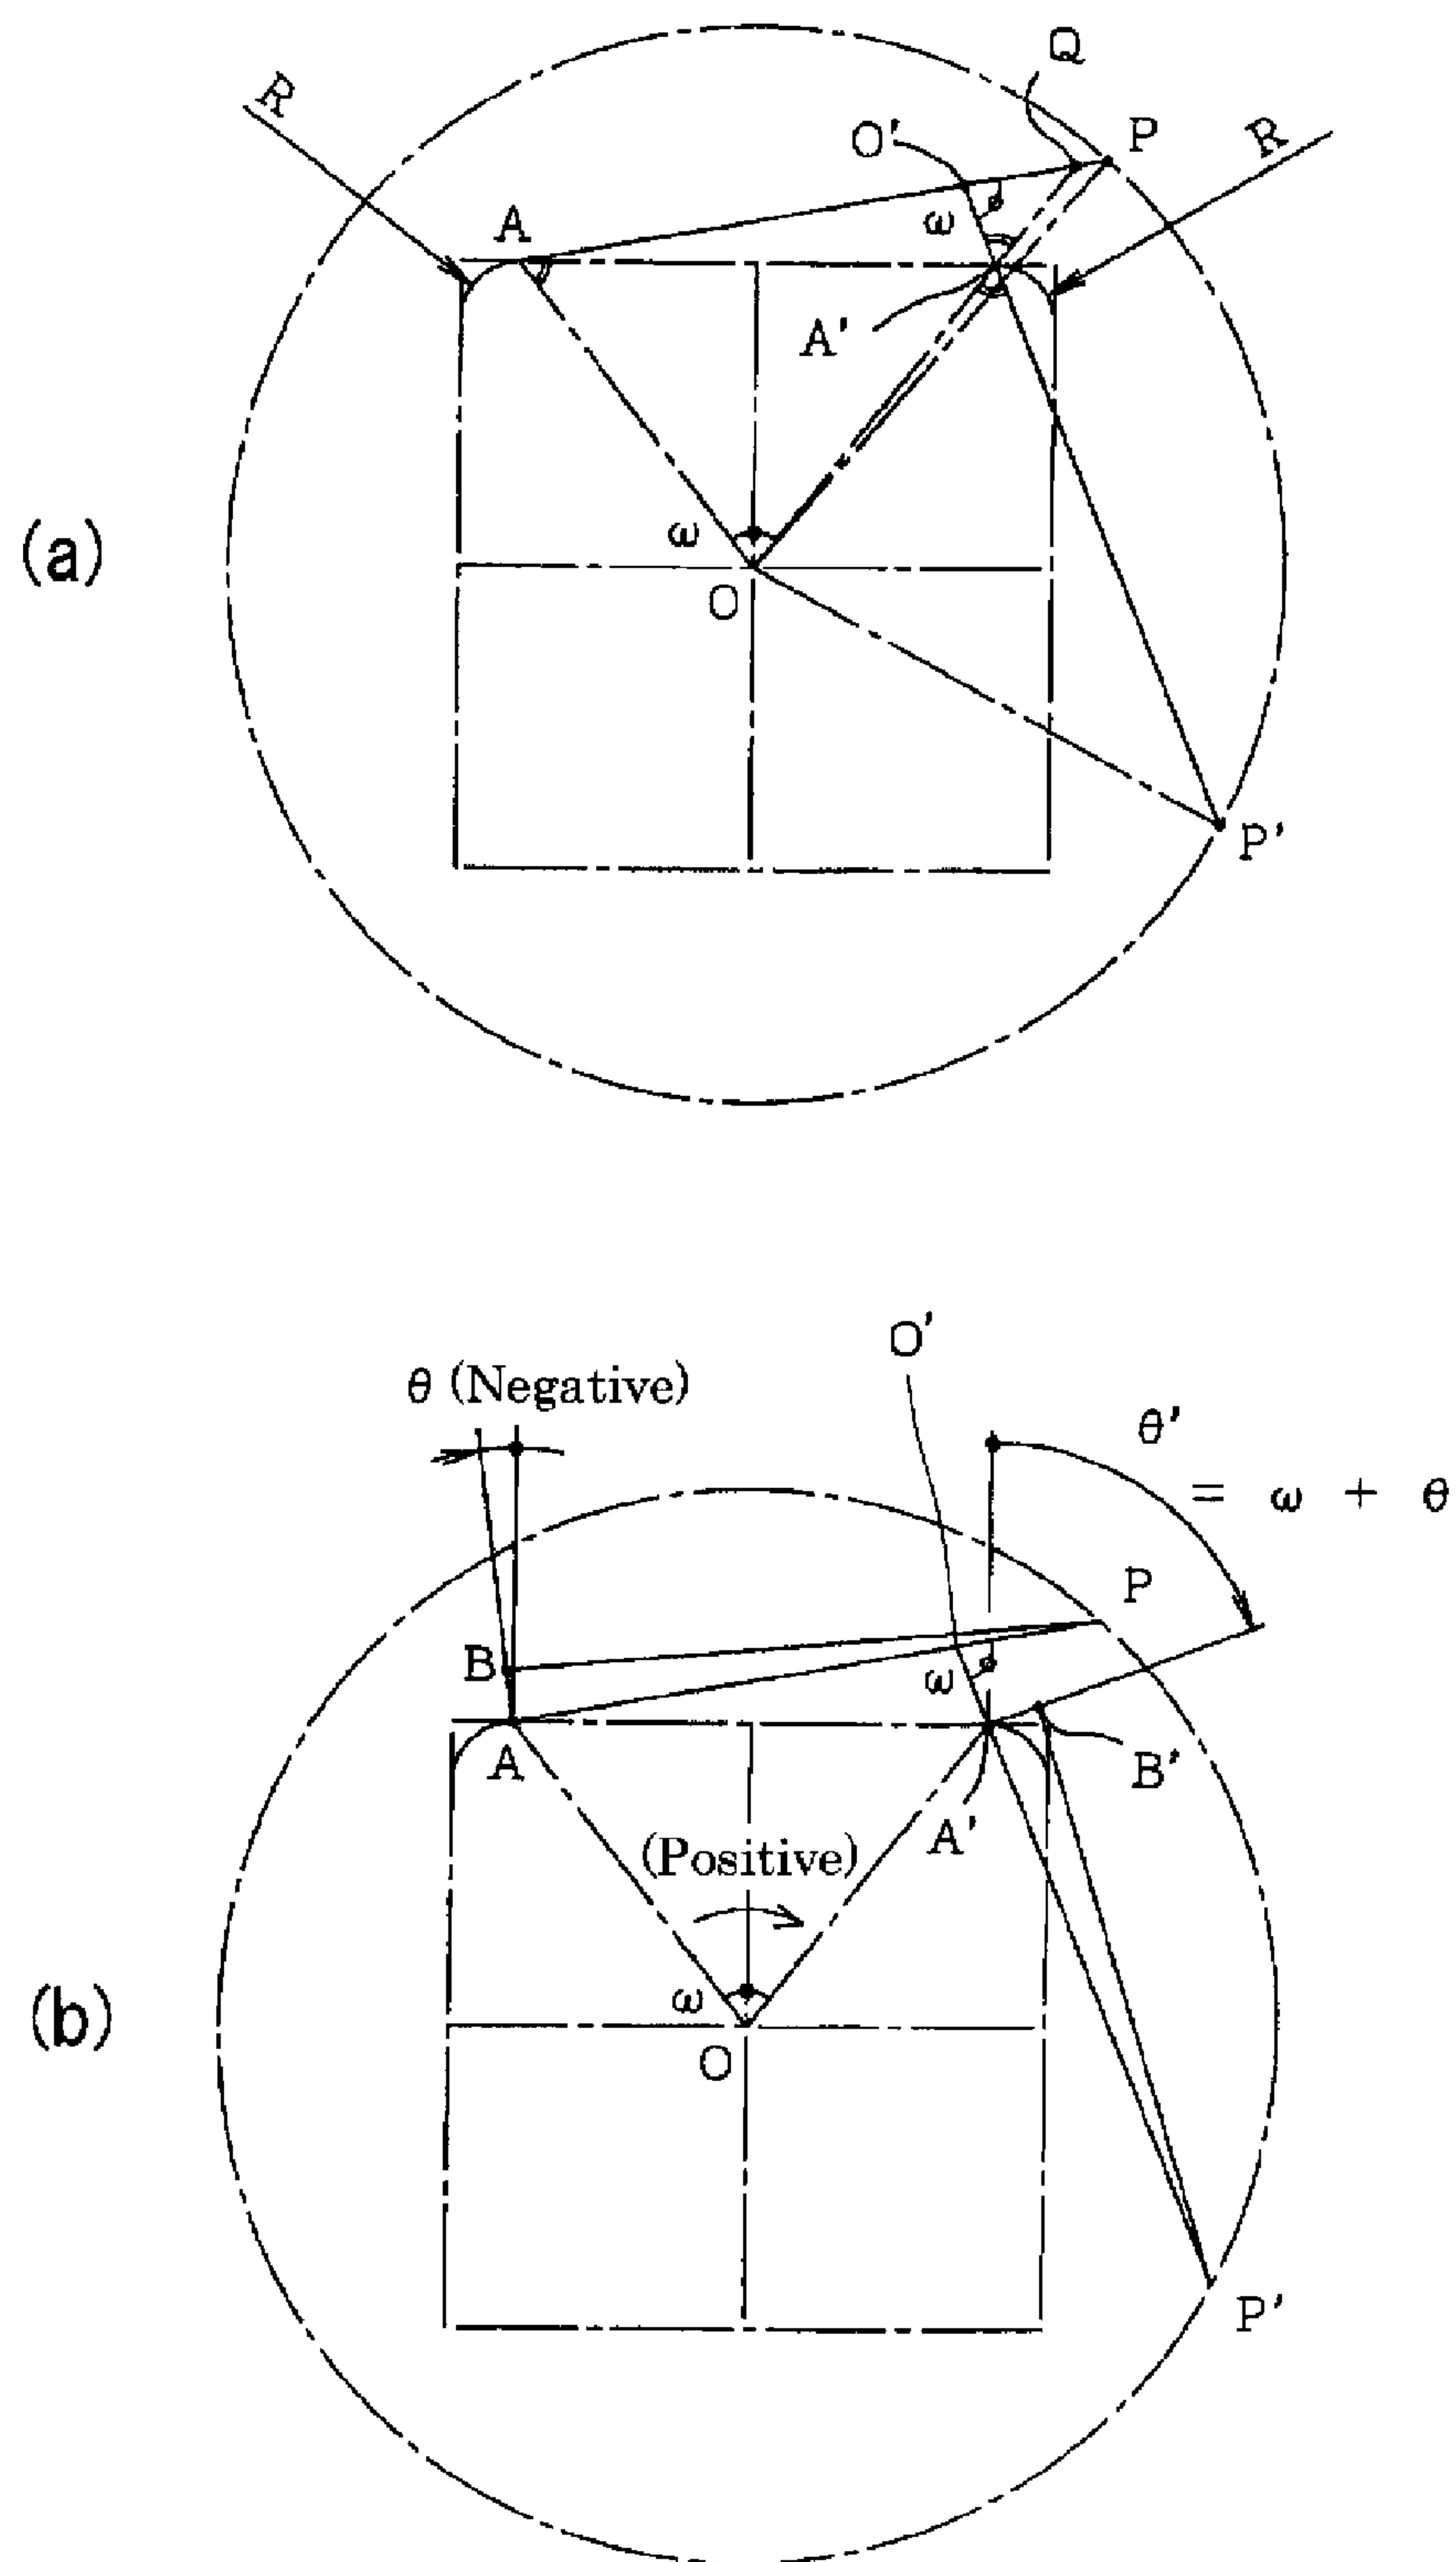 Q
R
O'
P
R
A
ω
A'
(a)
ω
O
P'
O'
θ (Negative)
θ'
= ω + θ
P
B
ω
A
B'
A'
(Positive)
(b)
ω
O
P'